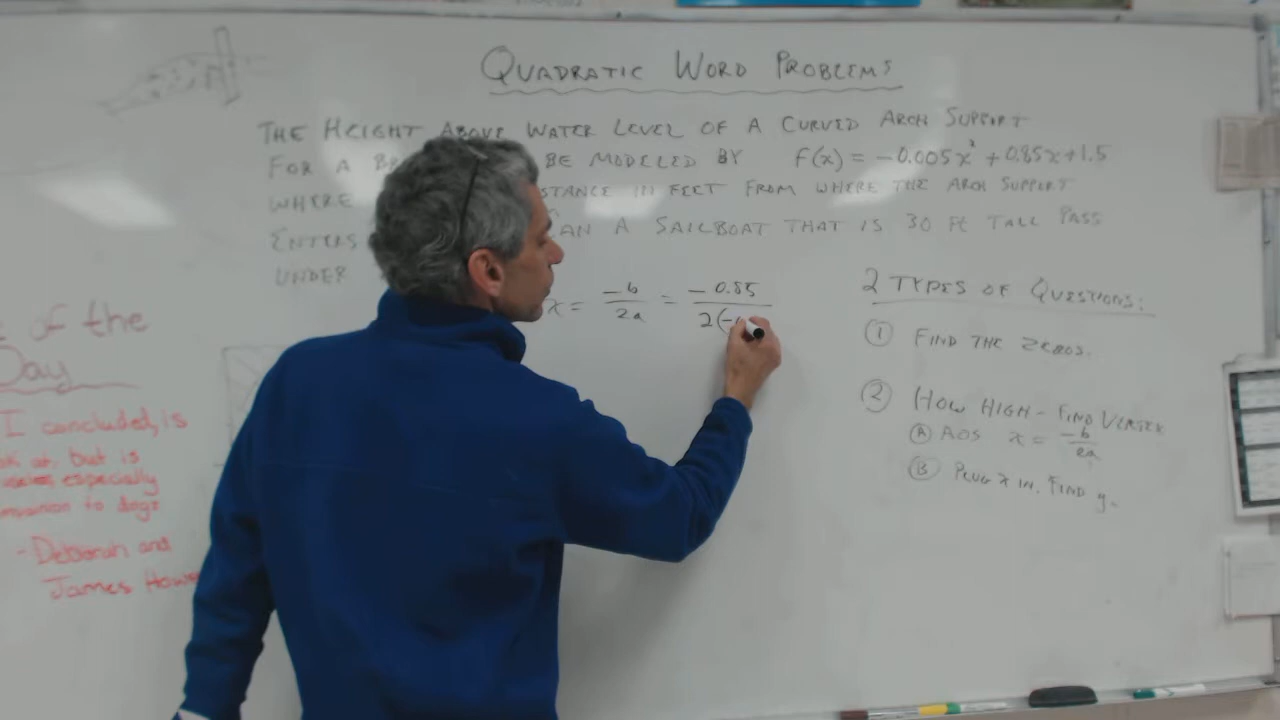 QUADRATIC WORD PROBLEMS
THE HEIGHT ABOVE WATER LEVEL OF A CURVED ARCH SUPPORT
FOR A BE MODELED BY F(x) = -0.005x² + 0.85x + 1.5
WHERE STANCE IN FEET FROM WHERE THE ARCH SUPPORT
ENTERS AN A SAILBOAT THAT IS 30 FT TALL PASS
UNDER
x = -b/2a = -0.85/2(-
2 TYPES OF QUESTIONS:
① FIND THE ZEROS.
② HOW HIGH - FIND VERTEX
Ⓐ AOS x = -b/2a
Ⓑ PLUG x IN. FIND y.
of the
Day
I concluded, is
at, but is
especially
to dogs
- Deborah and
James